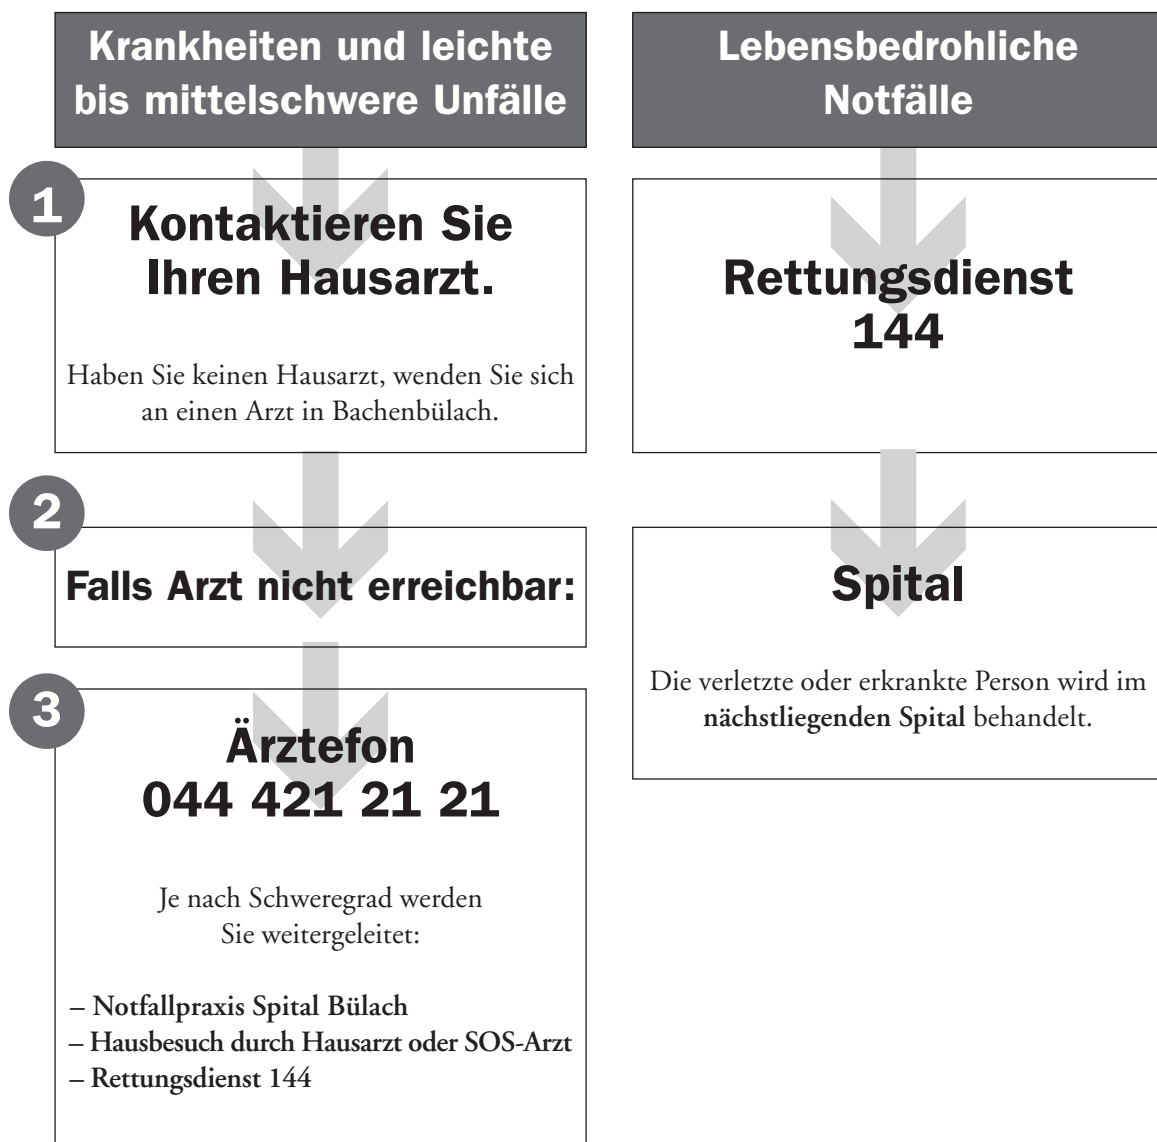 Krankheiten und leichte
bis mittelschwere Unfälle
1
Kontaktieren Sie
Ihren Hausarzt.
Haben Sie keinen Hausarzt, wenden Sie sich
an einen Arzt in Bachenbülach.
2
Falls Arzt nicht erreichbar:
3
Ärztefon
044 421 21 21
Je nach Schweregrad werden
Sie weitergeleitet:
– Notfallpraxis Spital Bülach
– Hausbesuch durch Hausarzt oder SOS-Arzt
– Rettungsdienst 144
Lebensbedrohliche
Notfälle
Rettungsdienst
144
Spital
Die verletzte oder erkrankte Person wird im
nächstliegenden Spital behandelt.